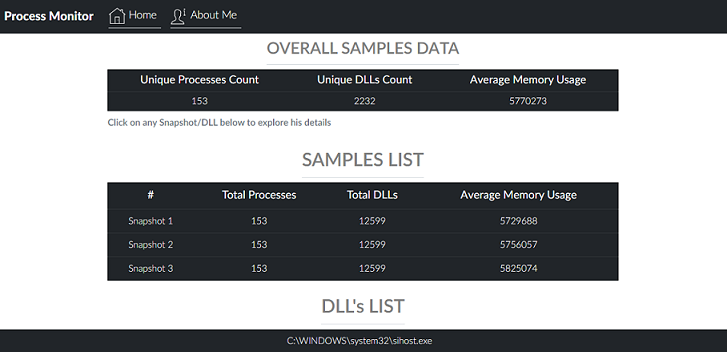 Process Monitor Home About Me
OVERALL SAMPLES DATA
Unique Processes Count Unique DLLs Count Average Memory Usage
153 2232 5770273
Click on any Snapshot/DLL below to explore his details
SAMPLES LIST
# Total Processes Total DLLs Average Memory Usage
Snapshot 1 153 12599 5729688
Snapshot 2 153 12599 5756057
Snapshot 3 153 12599 5825074
DLL's LIST
C:\WINDOWS\system32\sihost.exe